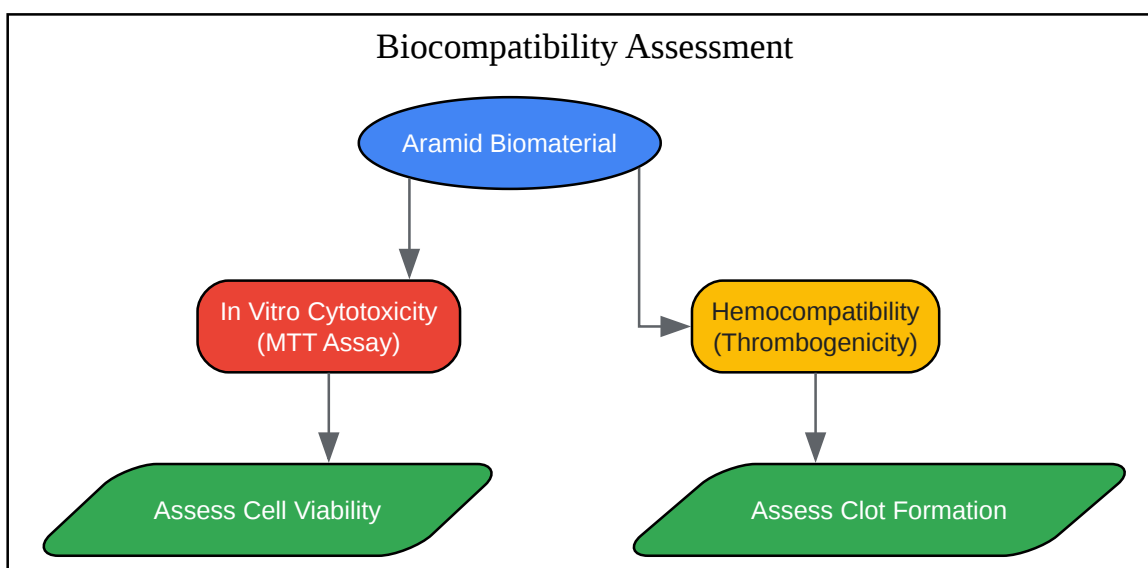 Biocompatibility Assessment
Aramid Biomaterial
In Vitro Cytotoxicity
(MTT Assay)
Hemocompatibility
(Thrombogenicity)
Assess Cell Viability
Assess Clot Formation